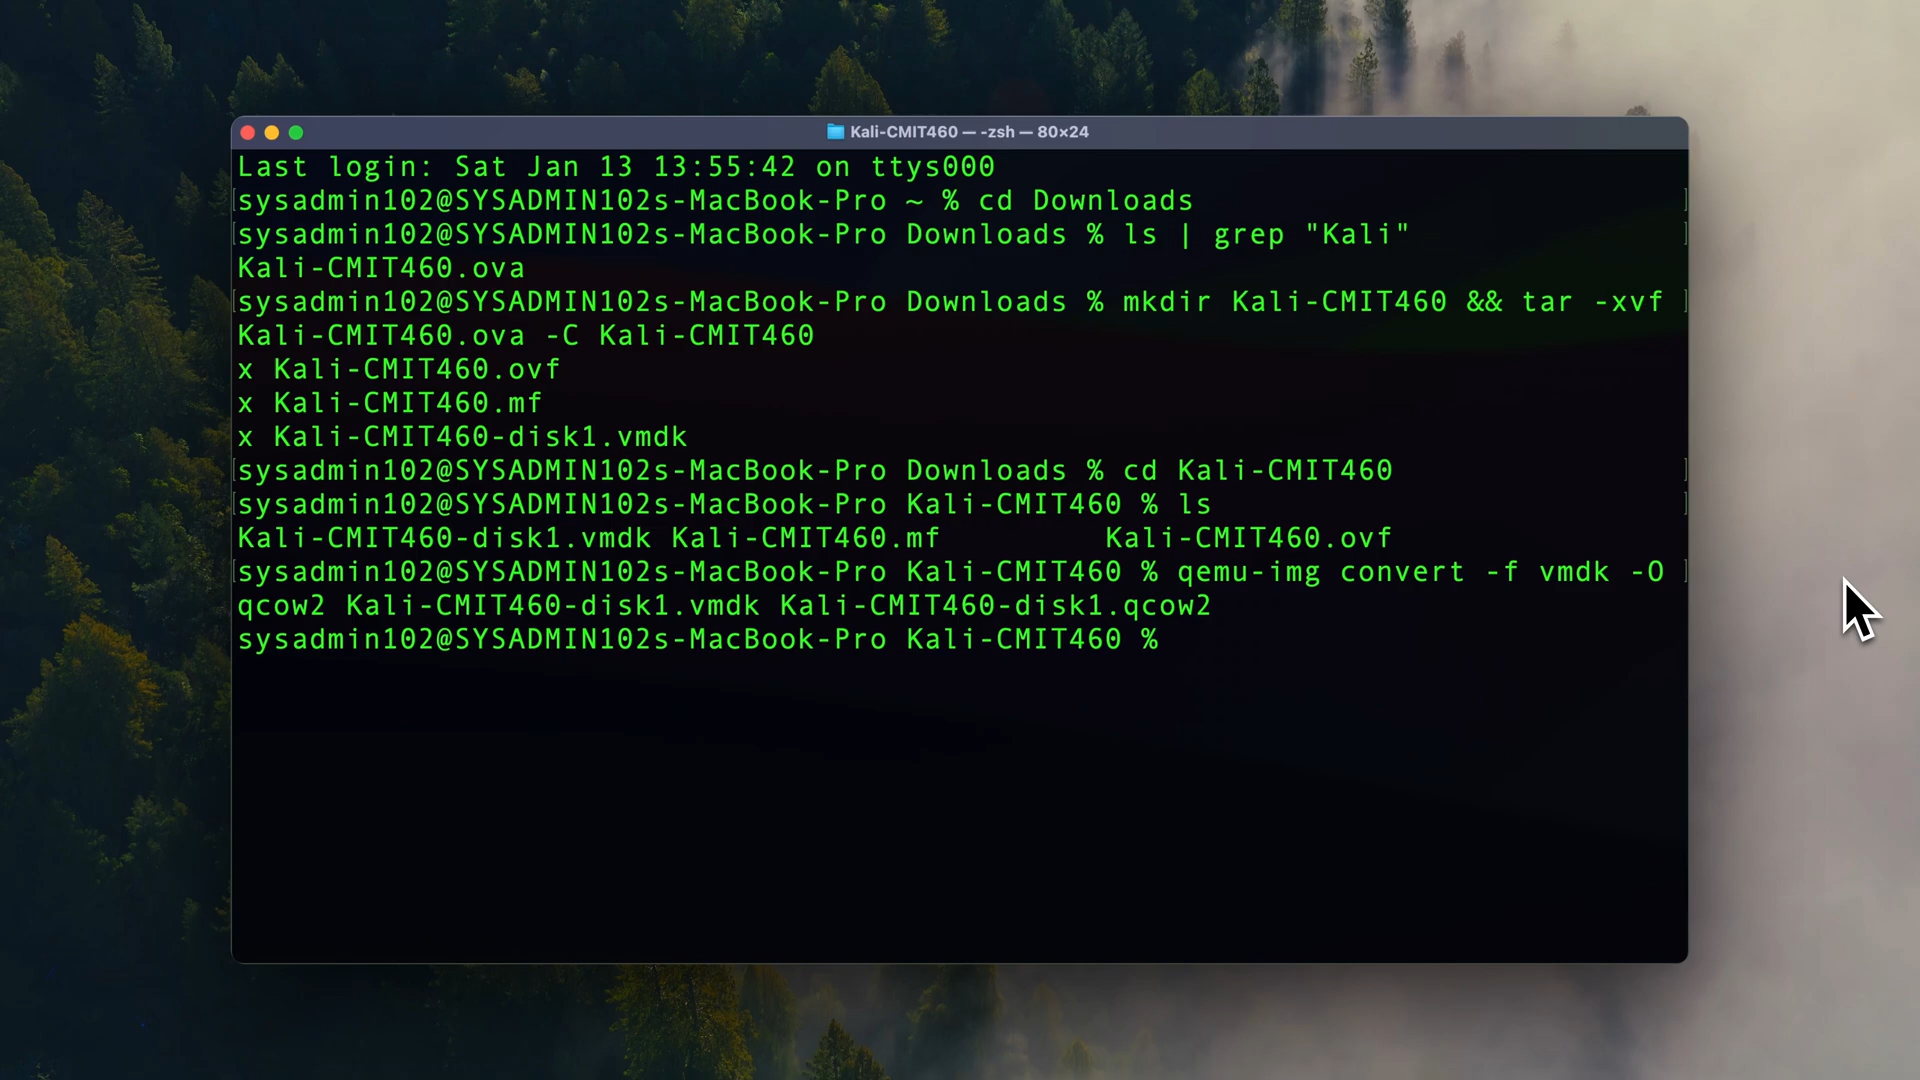 Kali-CMIT460 — -zsh — 80×24
Last login: Sat Jan 13 13:55:42 on ttys000
[sysadmin102@SYSADMIN102s-MacBook-Pro ~ % cd Downloads ]
[sysadmin102@SYSADMIN102s-MacBook-Pro Downloads % ls | grep "Kali" ]
Kali-CMIT460.ova
[sysadmin102@SYSADMIN102s-MacBook-Pro Downloads % mkdir Kali-CMIT460 && tar -xvf ]
Kali-CMIT460.ova -C Kali-CMIT460
x Kali-CMIT460.ovf
x Kali-CMIT460.mf
x Kali-CMIT460-disk1.vmdk
[sysadmin102@SYSADMIN102s-MacBook-Pro Downloads % cd Kali-CMIT460 ]
[sysadmin102@SYSADMIN102s-MacBook-Pro Kali-CMIT460 % ls ]
Kali-CMIT460-disk1.vmdk Kali-CMIT460.mf         Kali-CMIT460.ovf
[sysadmin102@SYSADMIN102s-MacBook-Pro Kali-CMIT460 % qemu-img convert -f vmdk -O ]
qcow2 Kali-CMIT460-disk1.vmdk Kali-CMIT460-disk1.qcow2
sysadmin102@SYSADMIN102s-MacBook-Pro Kali-CMIT460 %